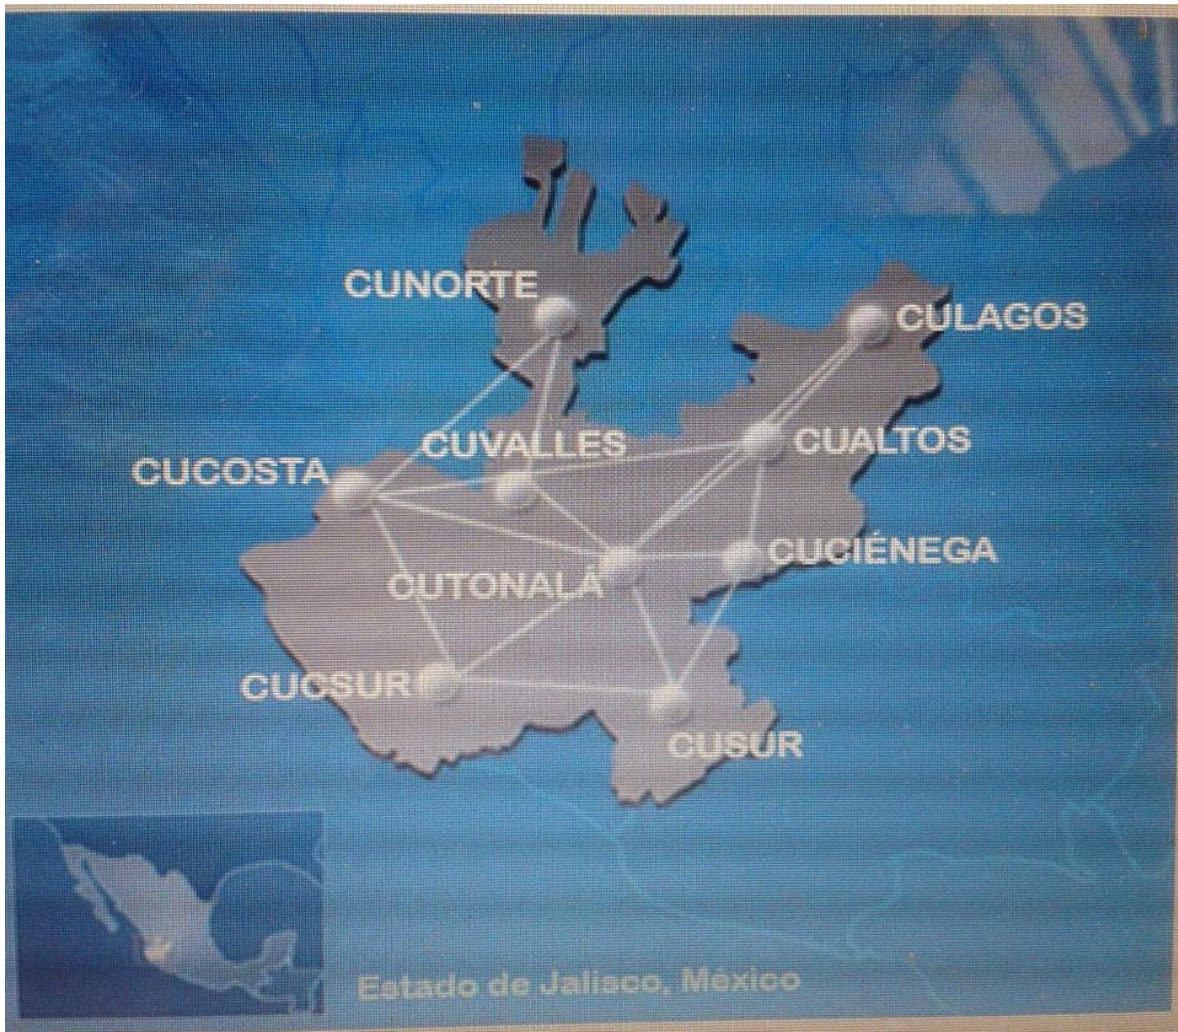 CUNORTE
CULAGOS
CUVALLES
CUALTOS
CUCOSTA
CUCIÉNEGA
CUTONALÁ
CUCSUR
CUSUR
Estado de Jalisco, México